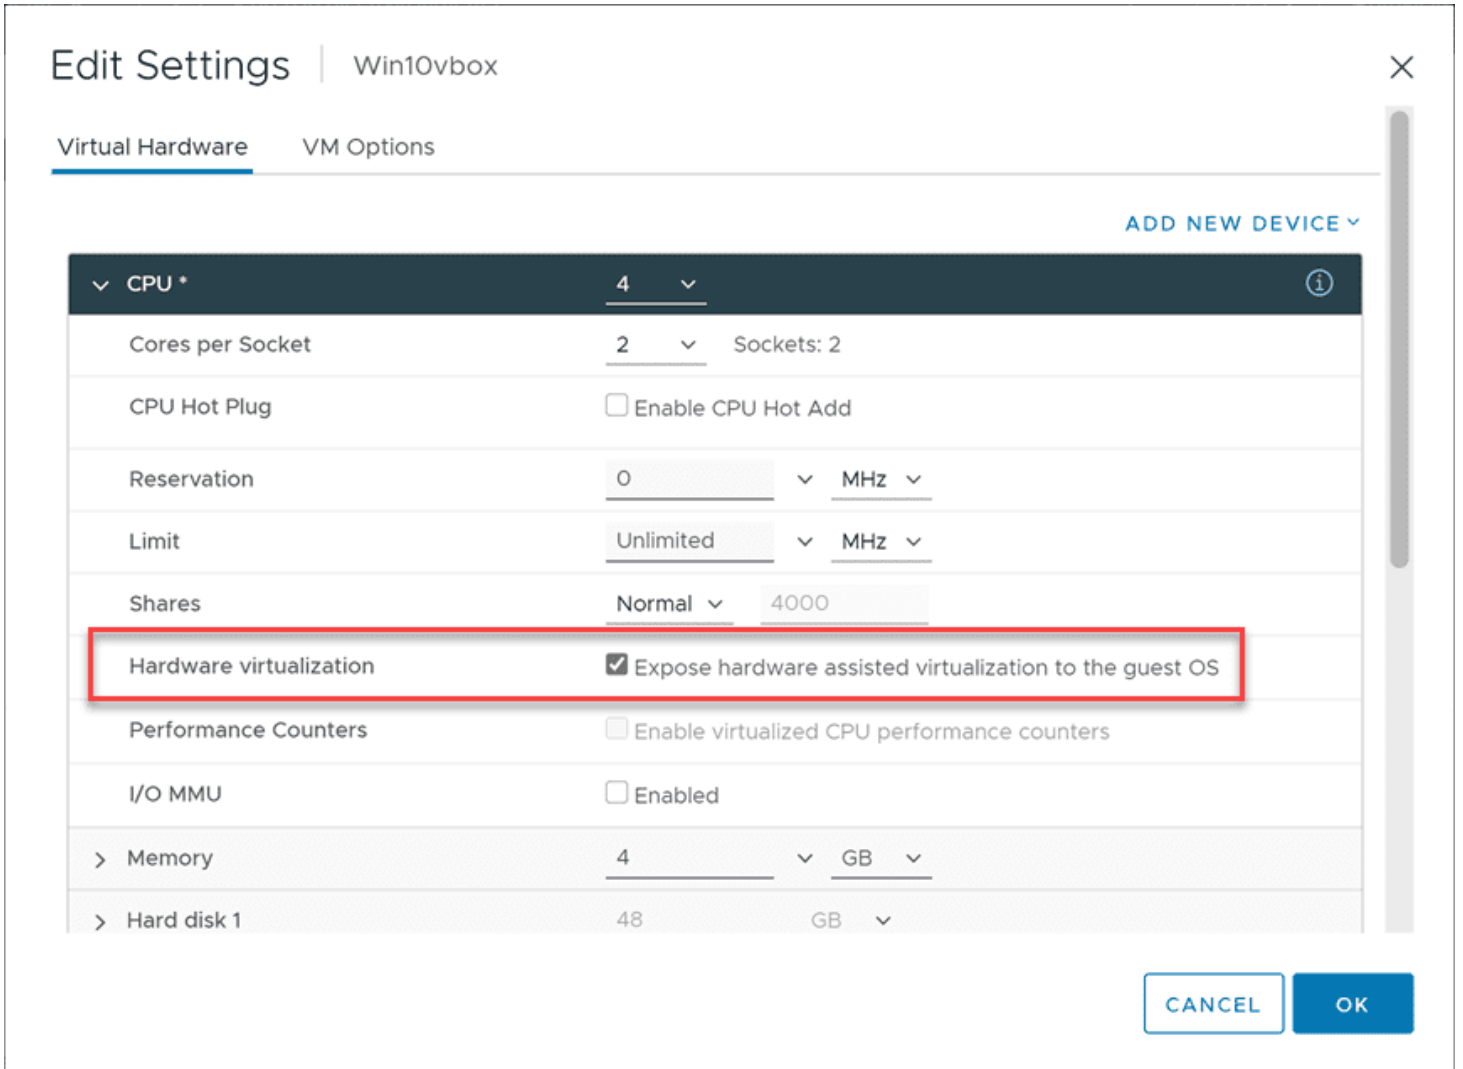 Edit Settings | Win10vbox
Virtual Hardware VM Options
ADD NEW DEVICE
CPU * 4
Cores per Socket 2 Sockets: 2
CPU Hot Plug Enable CPU Hot Add
Reservation 0 MHz
Limit Unlimited MHz
Shares Normal 4000
Hardware virtualization Expose hardware assisted virtualization to the guest OS
Performance Counters Enable virtualized CPU performance counters
I/O MMU Enabled
Memory 4 GB
Hard disk 1 48 GB
CANCEL OK